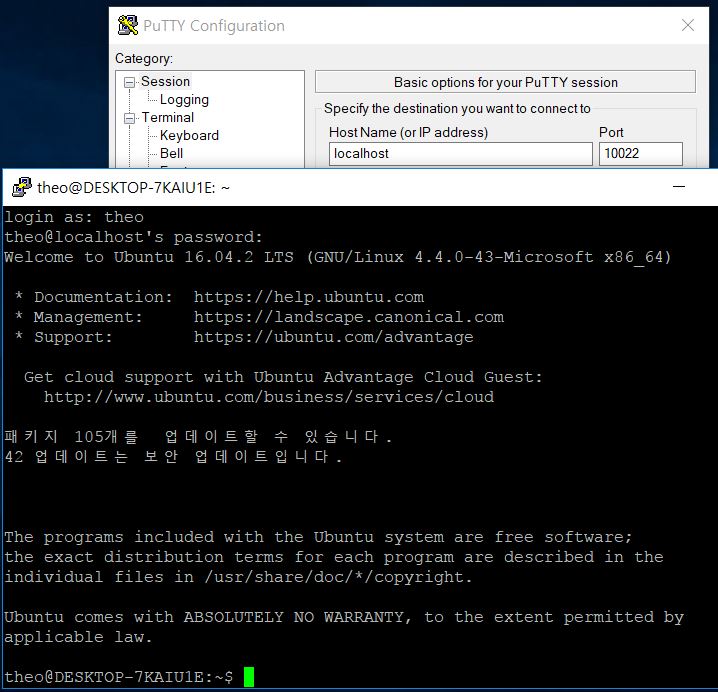 PuTTY Configuration
Category:
Session
Logging
Terminal
Keyboard
Bell
Basic options for your PuTTY session
Specify the destination you want to connect to
Host Name (or IP address) Port
localhost 10022
theo@DESKTOP-7KAIU1E: ~
login as: theo
theo@localhost's password:
Welcome to Ubuntu 16.04.2 LTS (GNU/Linux 4.4.0-43-Microsoft x86_64)
* Documentation: https://help.ubuntu.com
* Management: https://landscape.canonical.com
* Support: https://ubuntu.com/advantage
Get cloud support with Ubuntu Advantage Cloud Guest:
http://www.ubuntu.com/business/services/cloud
패키지 105개를 업데이트할 수 있습니다.
42 업데이트는 보안 업데이트입니다.
The programs included with the Ubuntu system are free software;
the exact distribution terms for each program are described in the
individual files in /usr/share/doc/*/copyright.
Ubuntu comes with ABSOLUTELY NO WARRANTY, to the extent permitted by
applicable law.
theo@DESKTOP-7KAIU1E:~$